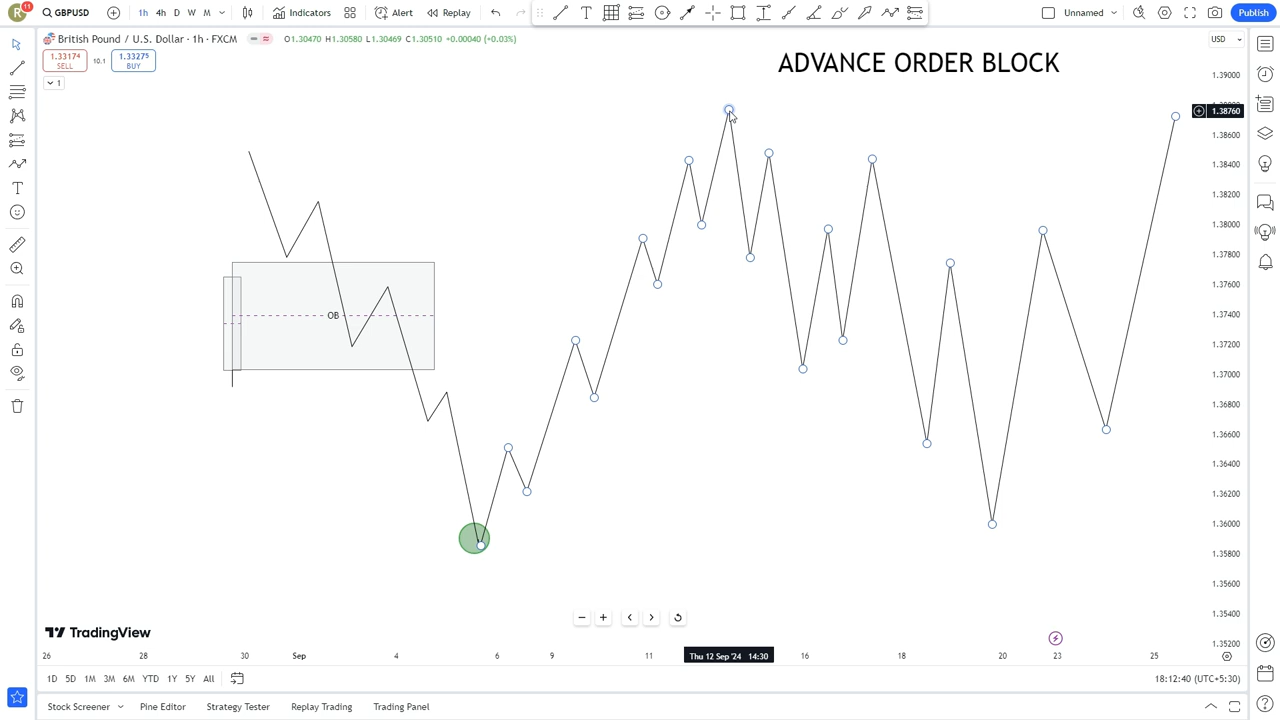 R 11 GBPUSD 1h 4h D W M Indicators Alert Replay Unnamed Publish
British Pound / U.S. Dollar · 1h · FXCM O1.30470 H1.30580 L1.30469 C1.30510 +0.00040 (+0.03%) USD
1.33174 SELL 10.1 1.33275 BUY
1
ADVANCE ORDER BLOCK
1.39000
1.38760
1.38600
1.38400
1.38200
1.38000
1.37800
1.37600
1.37400
1.37200
1.37000
1.36800
1.36600
1.36400
1.36200
1.36000
1.35800
1.35600
1.35400
1.35200
OB
TradingView
26 28 30 Sep 4 6 9 11 Thu 12 Sep '24 14:30 16 18 20 23 25
1D 5D 1M 3M 6M YTD 1Y 5Y All 18:12:40 (UTC+5:30)
Stock Screener Pine Editor Strategy Tester Replay Trading Trading Panel